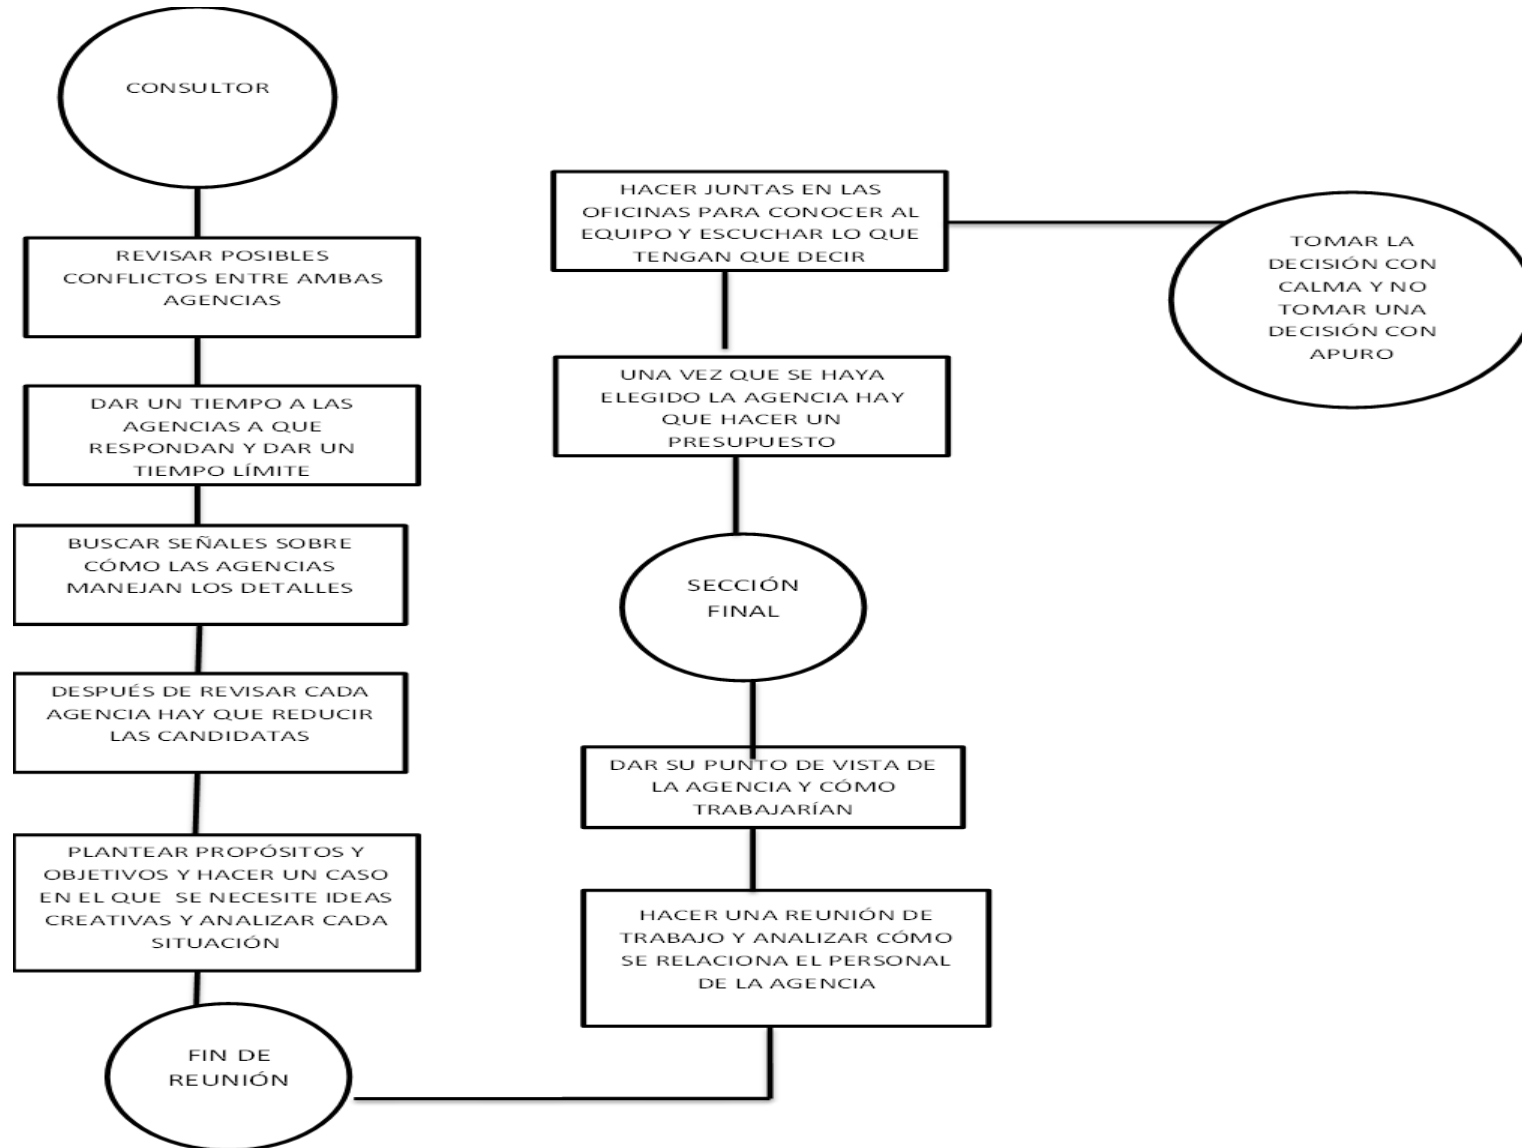 CONSULTOR
REVISAR POSIBLES
CONFLICTOS ENTRE AMBAS
AGENCIAS
DAR UN TIEMPO A LAS
AGENCIAS A QUE
RESPONDAN Y DAR UN
TIEMPO LÍMITE
BUSCAR SEÑALES SOBRE
CÓMO LAS AGENCIAS
MANEJAN LOS DETALLES
DESPUÉS DE REVISAR CADA
AGENCIA HAY QUE REDUCIR
LAS CANDIDATAS
PLANTEAR PROPÓSITOS Y
OBJETIVOS Y HACER UN CASO
EN EL QUE SE NECESITE IDEAS
CREATIVAS Y ANALIZAR CADA
SITUACIÓN
FIN DE
REUNIÓN
HACER UNA REUNIÓN DE
TRABAJO Y ANALIZAR CÓMO
SE RELACIONA EL PERSONAL
DE LA AGENCIA
DAR SU PUNTO DE VISTA DE
LA AGENCIA Y CÓMO
TRABAJARÍAN
SECCIÓN
FINAL
UNA VEZ QUE SE HAYA
ELEGIDO LA AGENCIA HAY
QUE HACER UN
PRESUPUESTO
HACER JUNTAS EN LAS
OFICINAS PARA CONOCER AL
EQUIPO Y ESCUCHAR LO QUE
TENGAN QUE DECIR
TOMAR LA
DECISIÓN CON
CALMA Y NO
TOMAR UNA
DECISIÓN CON
APURO